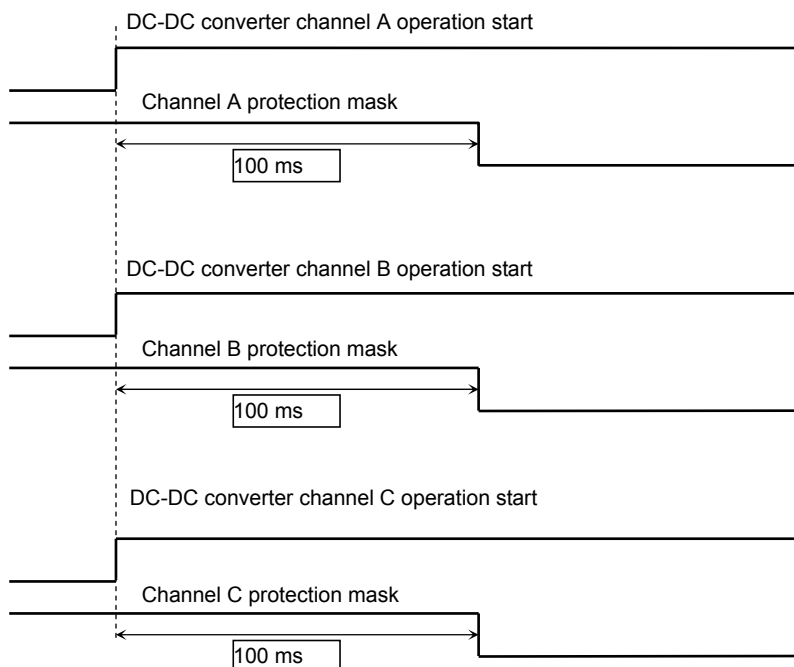 DC-DC converter channel A operation start
Channel A protection mask
100 ms
DC-DC converter channel B operation start
Channel B protection mask
100 ms
DC-DC converter channel C operation start
Channel C protection mask
100 ms